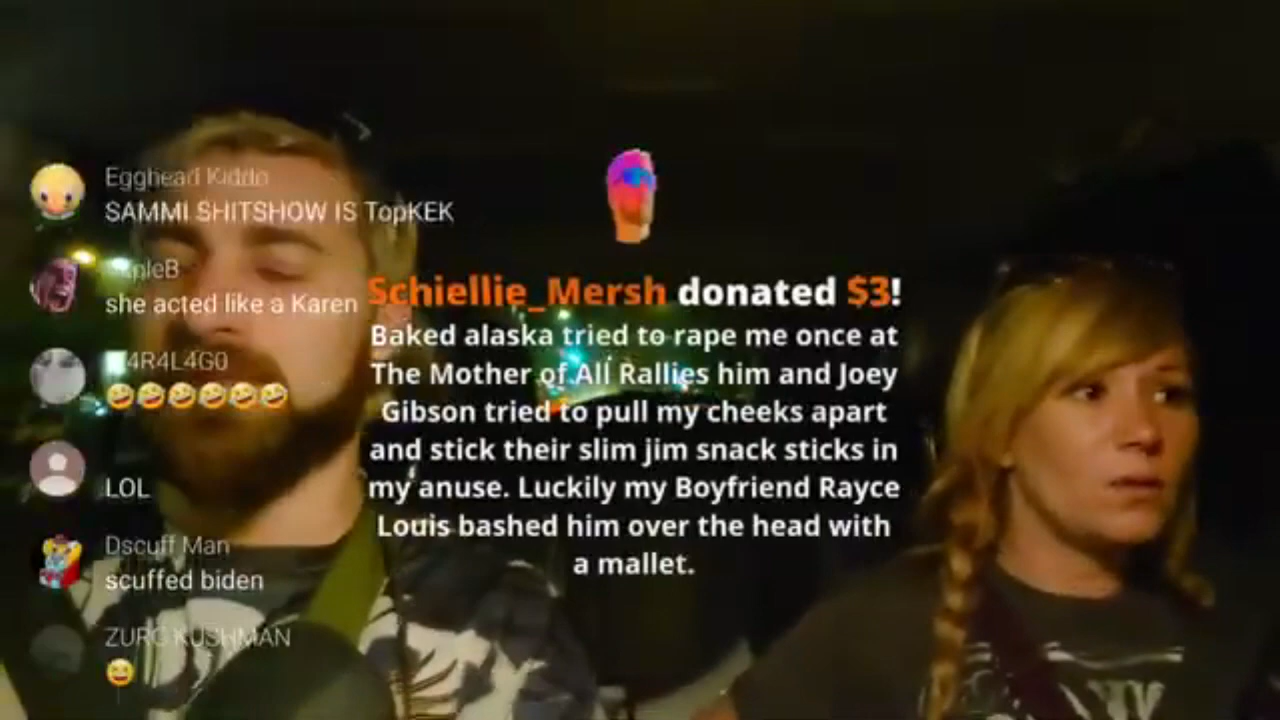 Egghead Kiddo
SAMMI SHITSHOW IS TopKEK
she acted like a Karen
4R4L4G0
🤣🤣🤣🤣🤣🤣
LOL
Dscuff Man
scuffed biden
ZURG KUSHMAN
😆
Schiellie_Mersh donated $3!
Baked alaska tried to rape me once at
The Mother of All Rallies him and Joey
Gibson tried to pull my cheeks apart
and stick their slim jim snack sticks in
my anuse. Luckily my Boyfriend Rayce
Louis bashed him over the head with
a mallet.